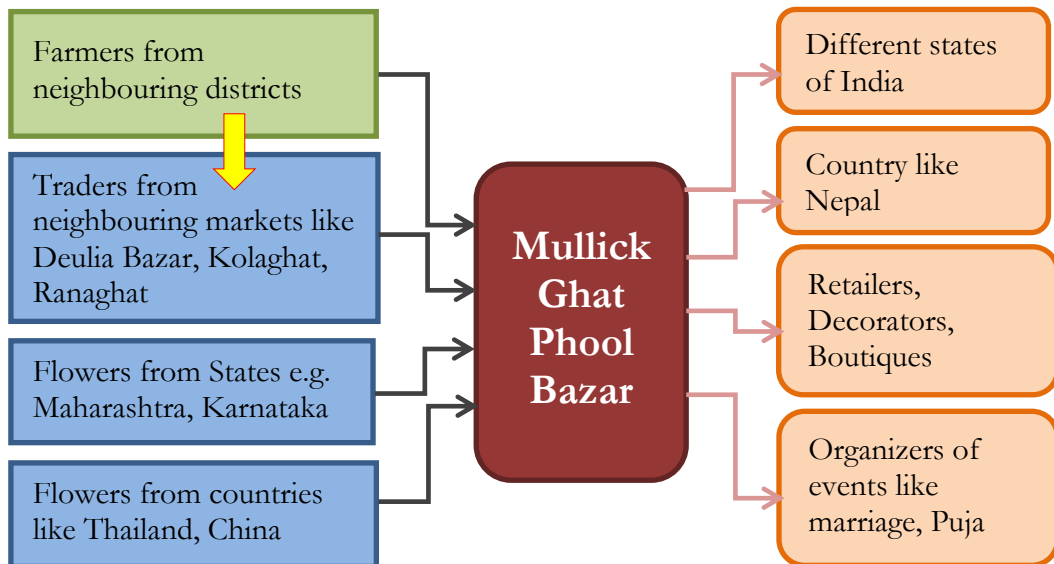 Farmers from
neighbouring districts
Traders from
neighbouring markets like
Deulia Bazar, Kolaghat,
Ranaghat
Flowers from States e.g.
Maharashtra, Karnataka
Flowers from countries
like Thailand, China
Mullick
Ghat
Phool
Bazar
Different states
of India
Country like
Nepal
Retailers,
Decorators,
Boutiques
Organizers of
events like
marriage, Puja